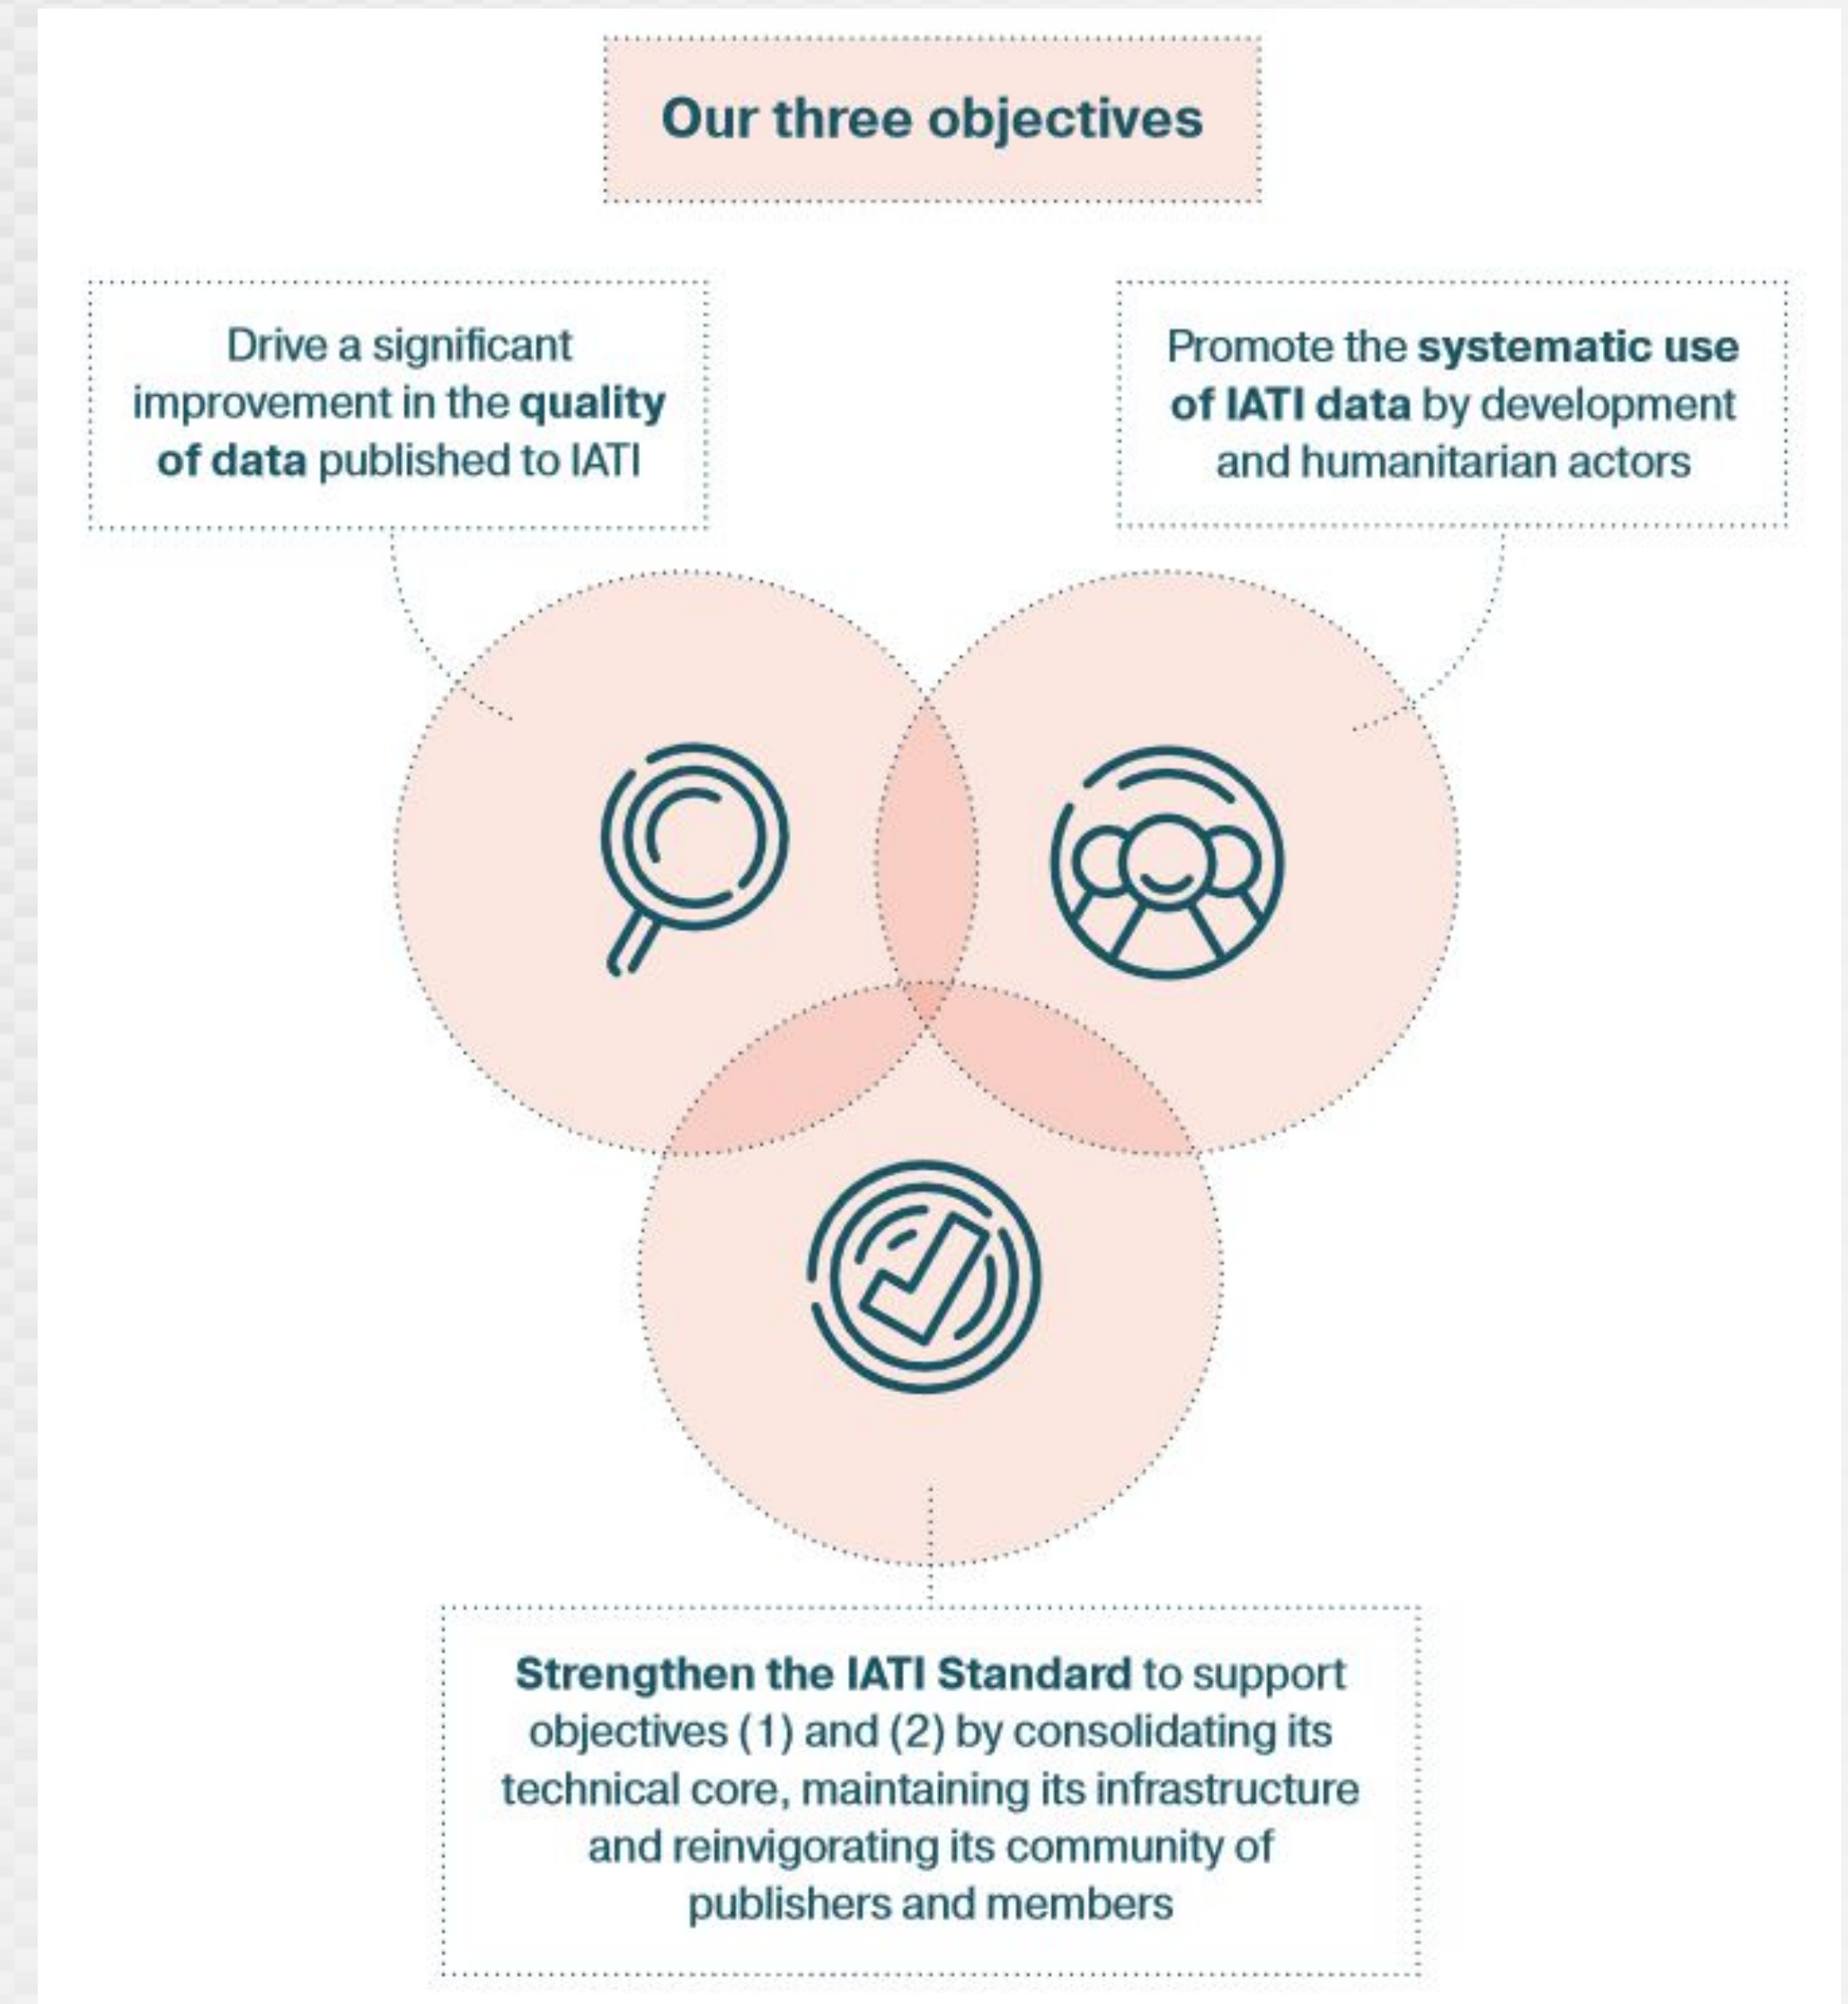 Our three objectives
Drive a significant
improvement in the quality
of data published to IATI
Promote the systematic use
of IATI data by development
and humanitarian actors
Strengthen the IATI Standard to support
objectives (1) and (2) by consolidating its
technical core, maintaining its infrastructure
and reinvigorating its community of
publishers and members